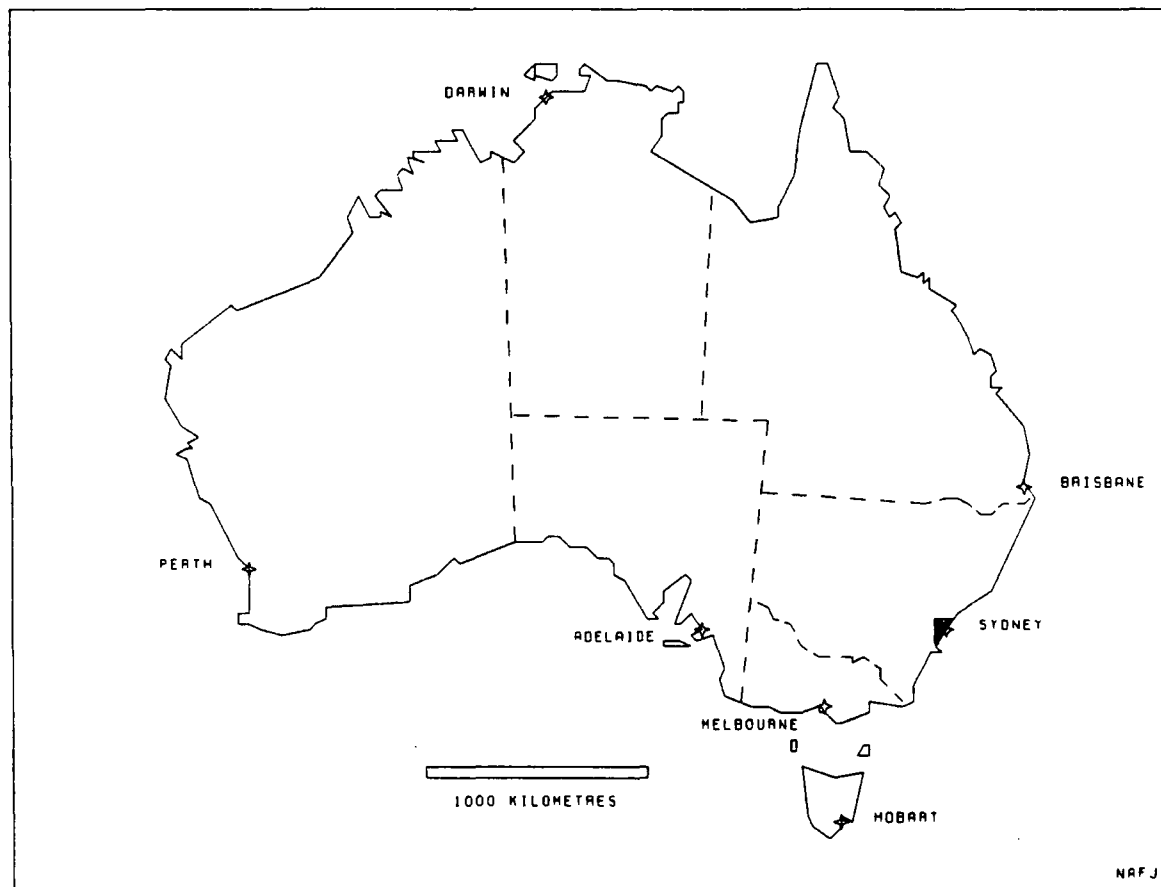 DARWIN
BRISBANE
PERTH
SYDNEY
ADELAIDE
MELBOURNE
1000 KILOMETRES
HOBART
NAFJ